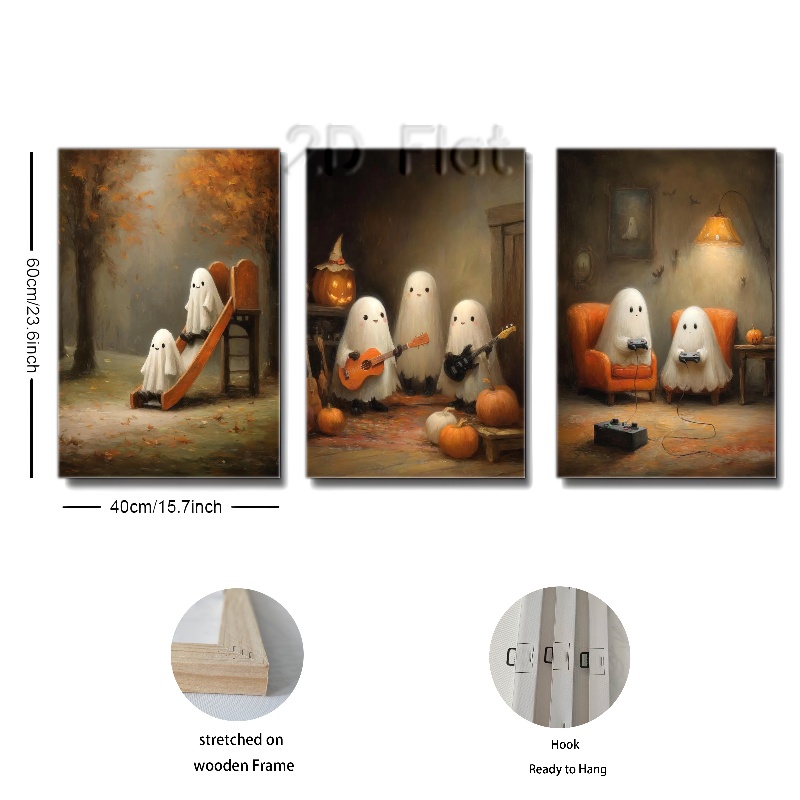 2D Flat
60cm/23.6inch
40cm/15.7inch
stretched on
wooden Frame
Hook
Ready to Hang